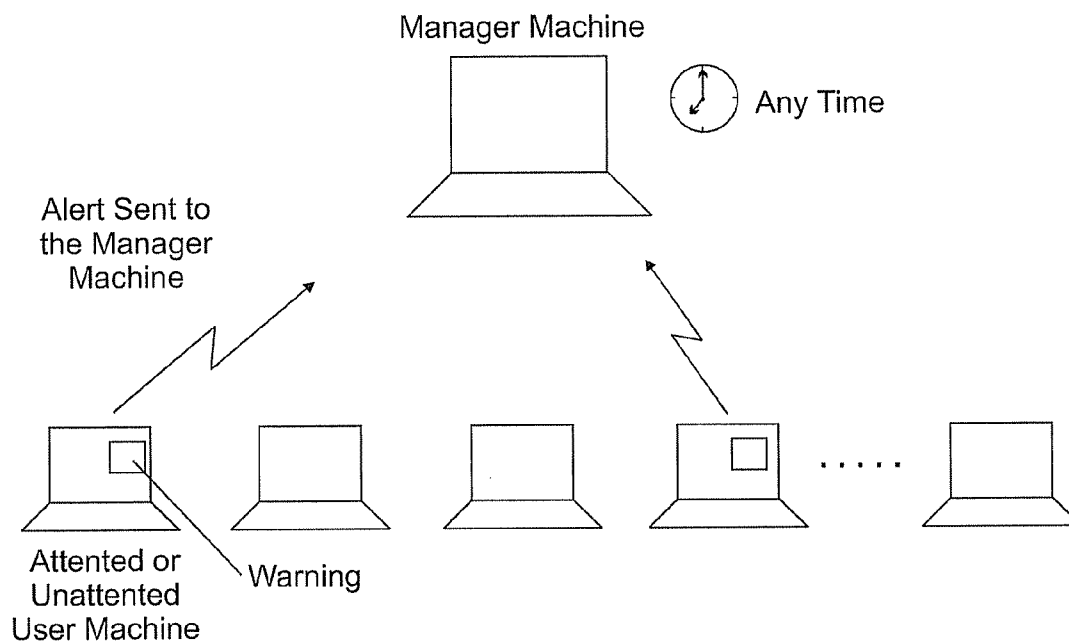 Manager Machine
Any Time
Alert Sent to
the Manager
Machine
.....
Attented or
Unattented
User Machine
Warning